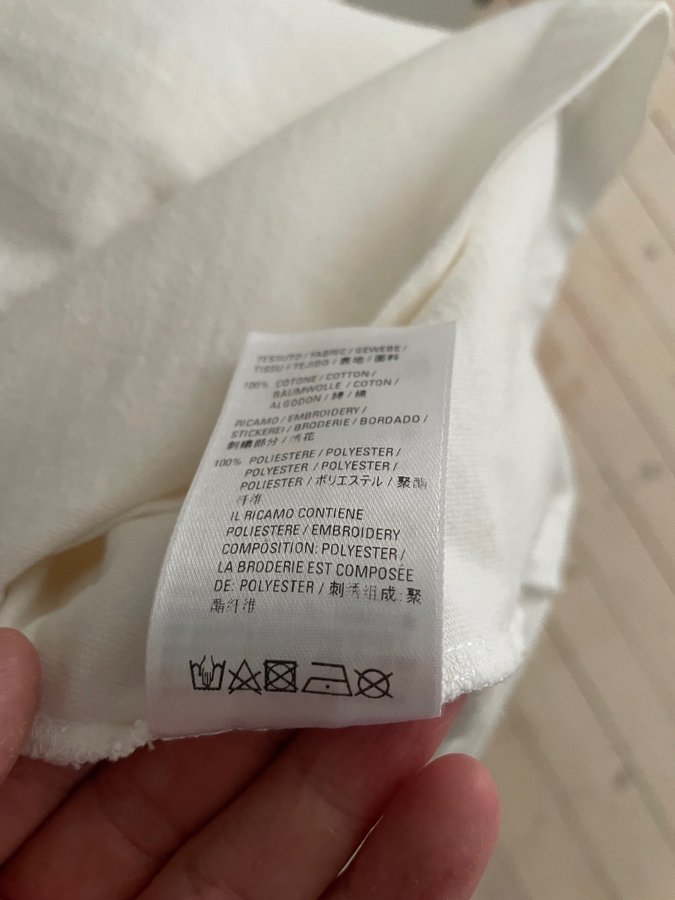 TESSUTO / FABRIC / GEWEBE /
TISSU / TEJIDO / 表地 / 面料
100% COTONE / COTTON /
BAUMWOLLE / COTON /
ALGODON / 綿 / 棉
RICAMO / EMBROIDERY /
STICKEREI / BRODERIE / BORDADO /
刺繍部分 / 绣花
100% POLIESTERE / POLYESTER /
POLYESTER / POLYESTER /
POLIESTER / ポリエステル / 聚酯
纤维
IL RICAMO CONTIENE
POLIESTERE / EMBROIDERY
COMPOSITION: POLYESTER /
LA BRODERIE EST COMPOSÉE
DE: POLYESTER / 刺绣组成: 聚
酯纤维